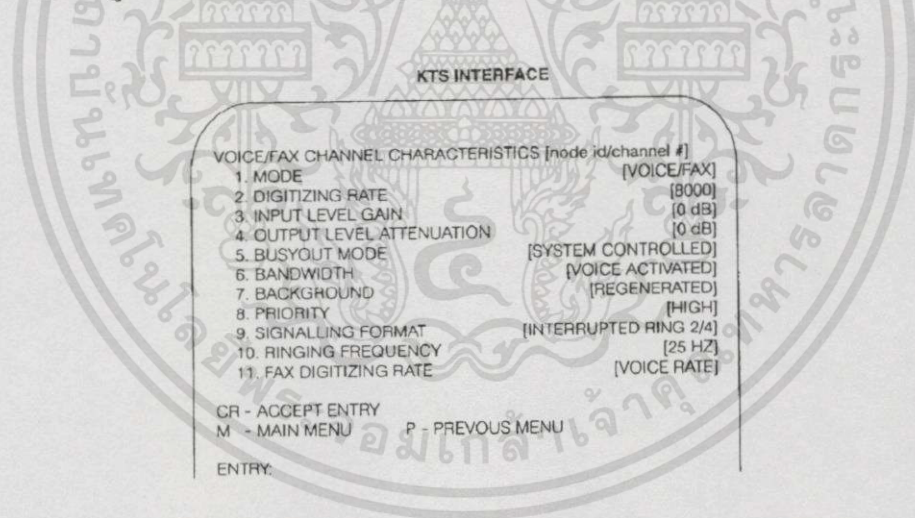 KTS INTERFACE
VOICE/FAX CHANNEL CHARACTERISTICS [node id/channel #]
1. MODE [VOICE/FAX]
2. DIGITIZING RATE [8000]
3. INPUT LEVEL GAIN [0 dB]
4. OUTPUT LEVEL ATTENUATION [0 dB]
5. BUSYOUT MODE [SYSTEM CONTROLLED]
6. BANDWIDTH [VOICE ACTIVATED]
7. BACKGROUND [REGENERATED]
8. PRIORITY [HIGH]
9. SIGNALLING FORMAT [INTERRUPTED RING 2/4]
10. RINGING FREQUENCY [25 HZ]
11. FAX DIGITIZING RATE [VOICE RATE]
CR - ACCEPT ENTRY
M - MAIN MENU P - PREVOUS MENU
ENTRY: